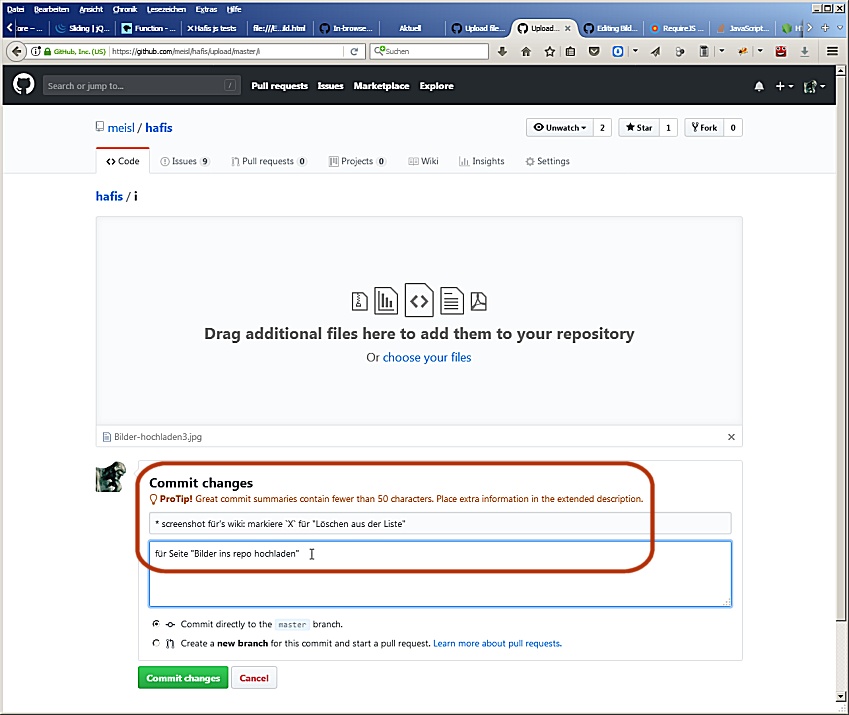 Datei Bearbeiten Ansicht Chronik Lesezeichen Extras Hilfe
ore – ... Sliding | jQ... Function - ... Hafis js tests file:///E...ild.html In-browse... Aktuell Upload file... Upload... Editing Bild... RequireJS ... JavaScript...
GitHub, Inc. (US) https://github.com/meisl/hafis/upload/master/i Suchen
Search or jump to... / Pull requests Issues Marketplace Explore
meisl / hafis Unwatch 2 Star 1 Fork 0
Code Issues 9 Pull requests 0 Projects 0 Wiki Insights Settings
hafis / i
Drag additional files here to add them to your repository
Or choose your files
Bilder-hochladen3.jpg
Commit changes
ProTip! Great commit summaries contain fewer than 50 characters. Place extra information in the extended description.
* screenshot für's wiki: markiere `X` für "Löschen aus der Liste"
für Seite "Bilder ins repo hochladen"
Commit directly to the master branch.
Create a new branch for this commit and start a pull request. Learn more about pull requests.
Commit changes Cancel